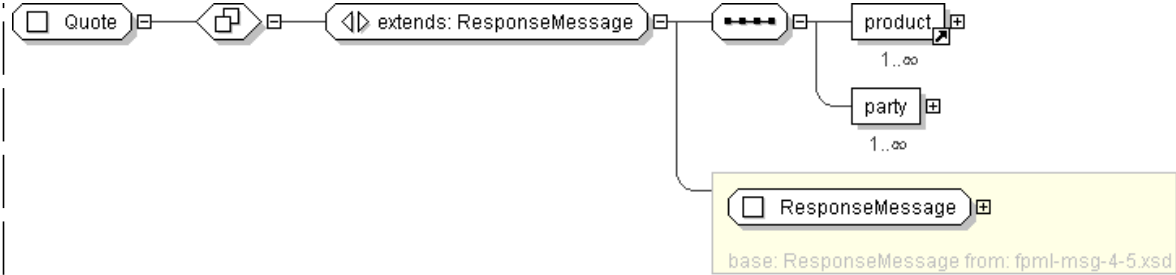 Quote
extends: ResponseMessage
product
1..∞
party
1..∞
ResponseMessage
base: ResponseMessage from: fpml-msg-4-5.xsd